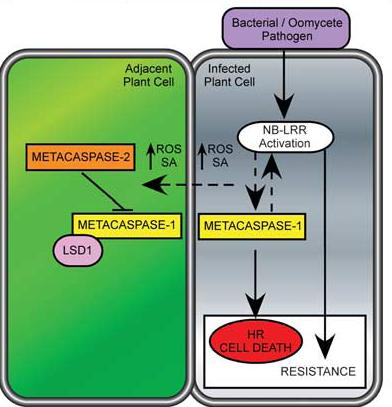 Bacterial / Oomycete
Pathogen
Adjacent
Plant Cell
Infected
Plant Cell
NB-LRR
Activation
METACASPASE-2
ROS
SA
ROS
SA
METACASPASE-1
LSD1
METACASPASE-1
HR
CELL DEATH
RESISTANCE